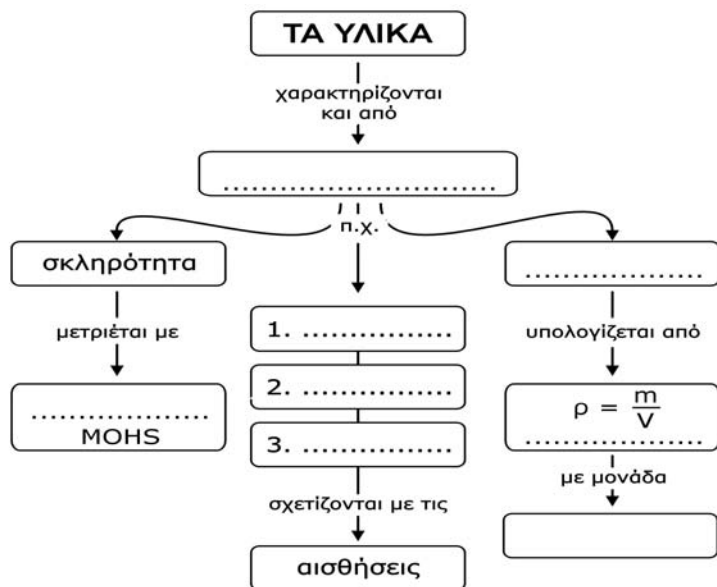 ΤΑ ΥΛΙΚΑ
χαρακτηρίζονται
και από
..............................
π.χ.
σκληρότητα
...................
μετριέται με
1. ................
2. ................
3. ................
υπολογίζεται από
................... 
MOHS
ρ = m/V
...................
σχετίζονται με τις
με μονάδα
αισθήσεις